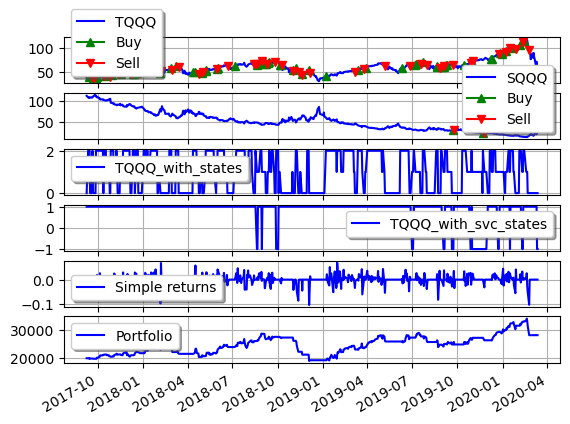 TQQQ
Buy
Sell
100
50
SQQQ
Buy
Sell
100
50
2
TQQQ_with_states
0
1
TQQQ_with_svc_states
0
−1
0.0
Simple returns
−0.1
30000
Portfolio
20000
2017-10 2018-01 2018-04 2018-07 2018-10 2019-01 2019-04 2019-07 2019-10 2020-01 2020-04